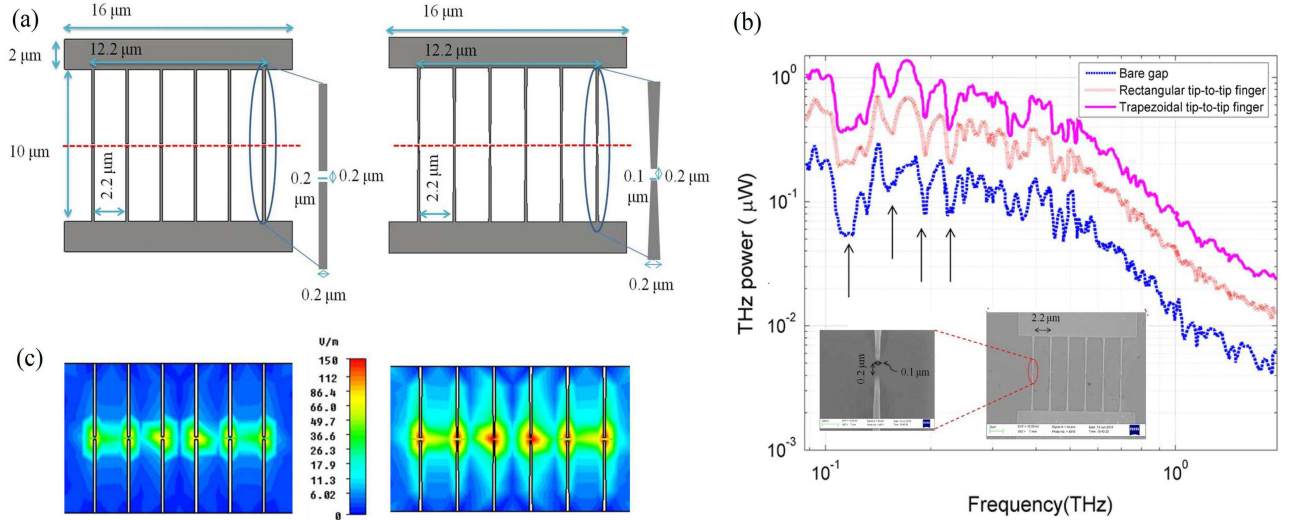 (a)
16 μm
2 μm
12.2 μm
10 μm
2.2 μm
0.2
μm
0.2 μm
0.2 μm
16 μm
12.2 μm
2.2 μm
0.1
μm
0.2 μm
0.2 μm
(b)
Bare gap
Rectangular tip-to-tip finger
Trapezoidal tip-to-tip finger
10⁰
10⁻¹
10⁻²
10⁻³
THz power ( μW)
10⁻¹
10⁰
Frequency(THz)
0.2 μm
0.1 μm
2.2 μm
(c)
V/m
150
112
86.4
66.0
49.7
36.6
26.3
17.9
11.3
6.02
0